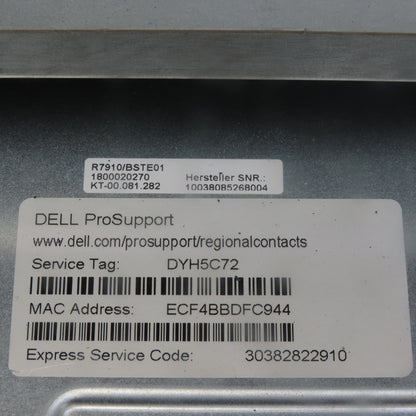 R7910/BSTE01
1800020270 Hersteller SNR.:
KT-00.081.282 10038085268004
DELL ProSupport
www.dell.com/prosupport/regionalcontacts
Service Tag: DYH5C72
MAC Address: ECF4BBDFC944
Express Service Code: 30382822910